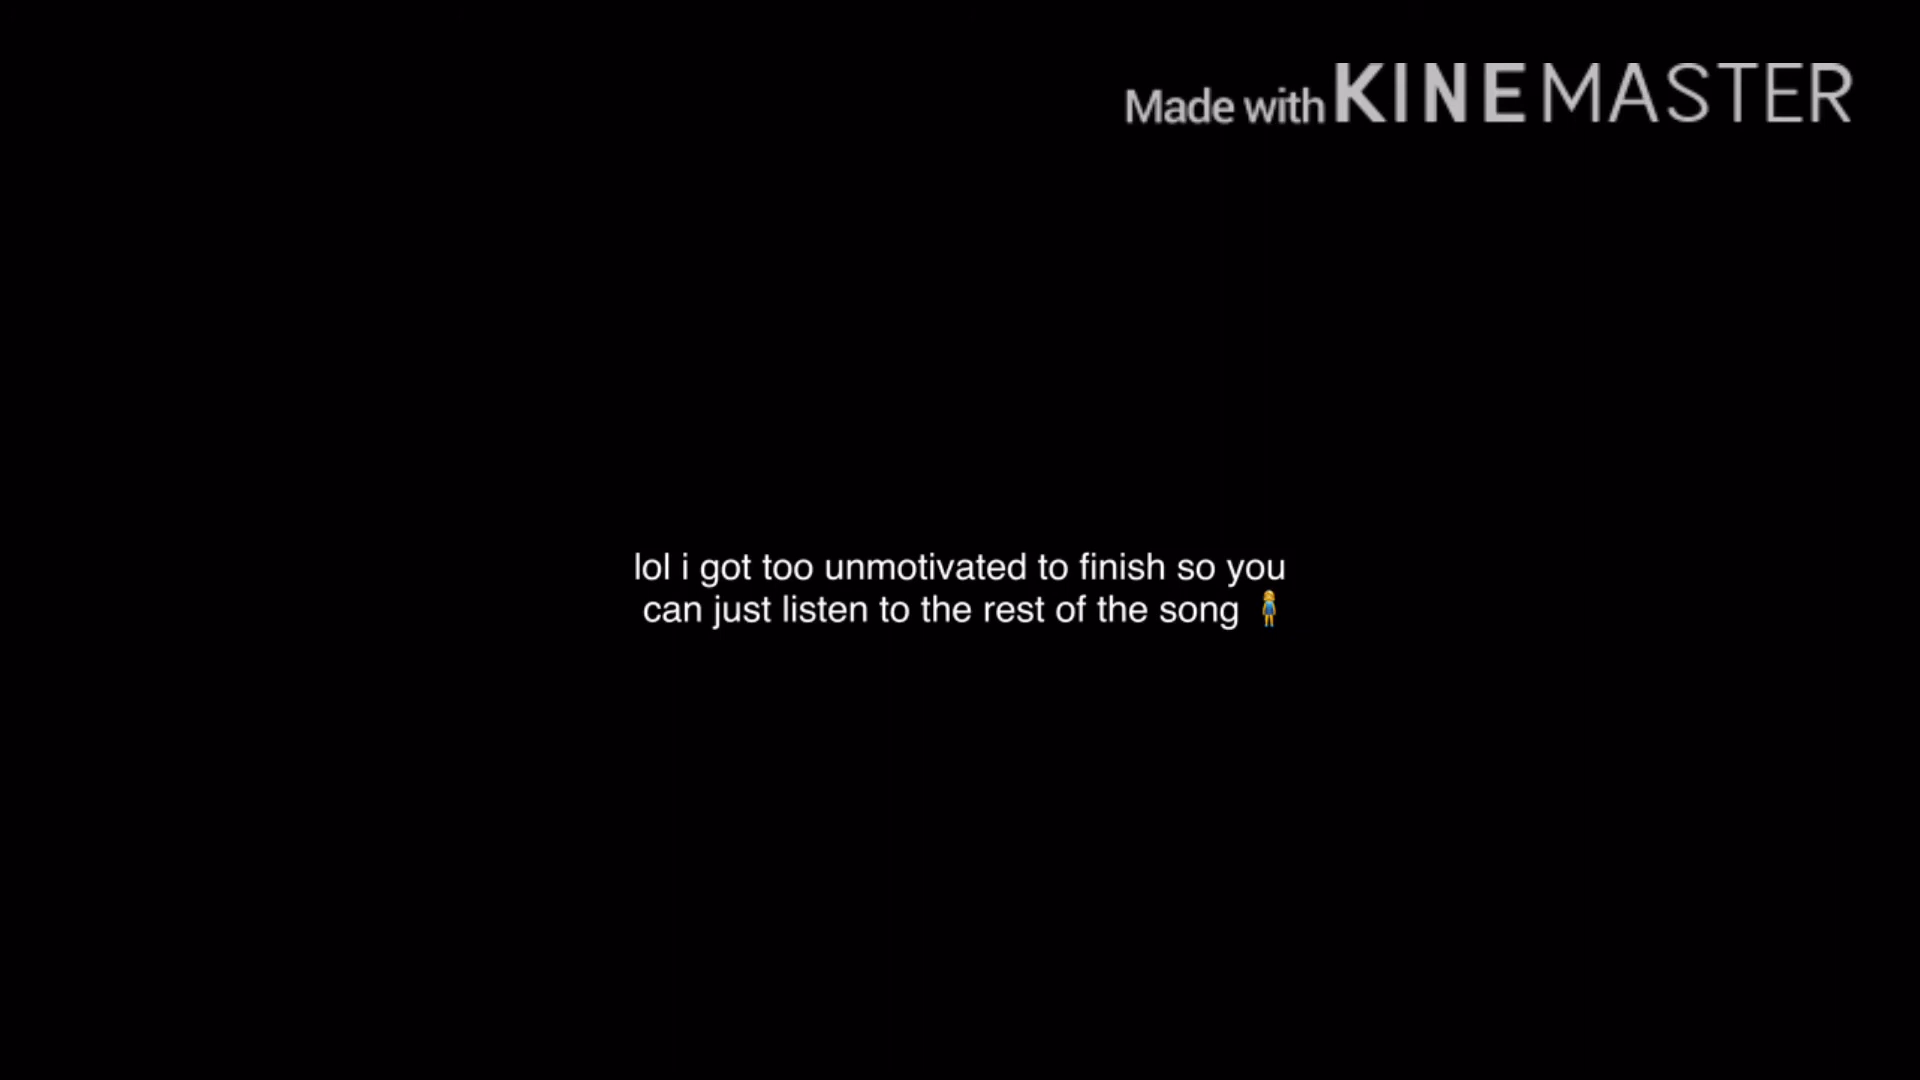 Made with KINEMASTER
lol i got too unmotivated to finish so you
can just listen to the rest of the song 🧍